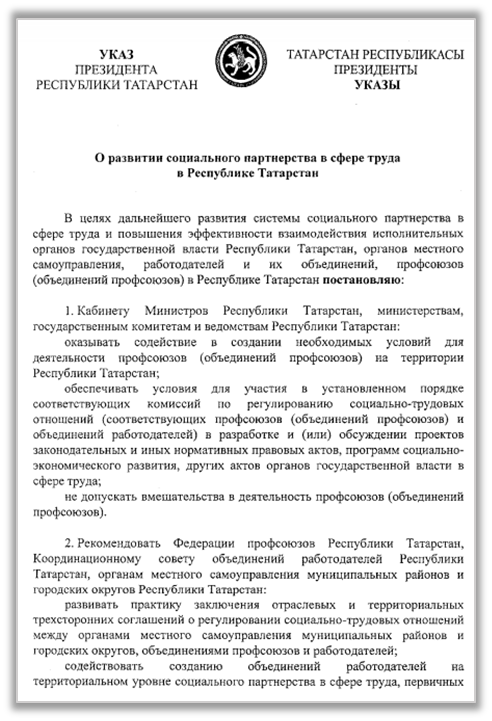 УКАЗ
ПРЕЗИДЕНТА
РЕСПУБЛИКИ ТАТАРСТАН
ТАТАРСТАН РЕСПУБЛИКАСЫ
ПРЕЗИДЕНТЫ
УКАЗЫ
О развитии социального партнерства в сфере труда
в Республике Татарстан
В целях дальнейшего развития системы социального партнерства в
сфере труда и повышения эффективности взаимодействия исполнительных
органов государственной власти Республики Татарстан, органов местного
самоуправления, работодателей и их объединений, профсоюзов
(объединений профсоюзов) в Республике Татарстан постановляю:
1. Кабинету Министров Республики Татарстан, министерствам,
государственным комитетам и ведомствам Республики Татарстан:
оказывать содействие в создании необходимых условий для
деятельности профсоюзов (объединений профсоюзов) на территории
Республики Татарстан;
обеспечивать условия для участия в установленном порядке
соответствующих комиссий по регулированию социально-трудовых
отношений (соответствующих профсоюзов (объединений профсоюзов) и
объединений работодателей) в разработке и (или) обсуждении проектов
законодательных и иных нормативных правовых актов, программ социально-
экономического развития, других актов органов государственной власти в
сфере труда;
не допускать вмешательства в деятельность профсоюзов (объединений
профсоюзов).
2. Рекомендовать Федерации профсоюзов Республики Татарстан,
Координационному совету объединений работодателей Республики
Татарстан, органам местного самоуправления муниципальных районов и
городских округов Республики Татарстан:
развивать практику заключения отраслевых и территориальных
трехсторонних соглашений о регулировании социально-трудовых отношений
между органами местного самоуправления муниципальных районов и
городских округов, объединениями профсоюзов и работодателей;
содействовать созданию объединений работодателей на
территориальном уровне социального партнерства в сфере труда, первичных